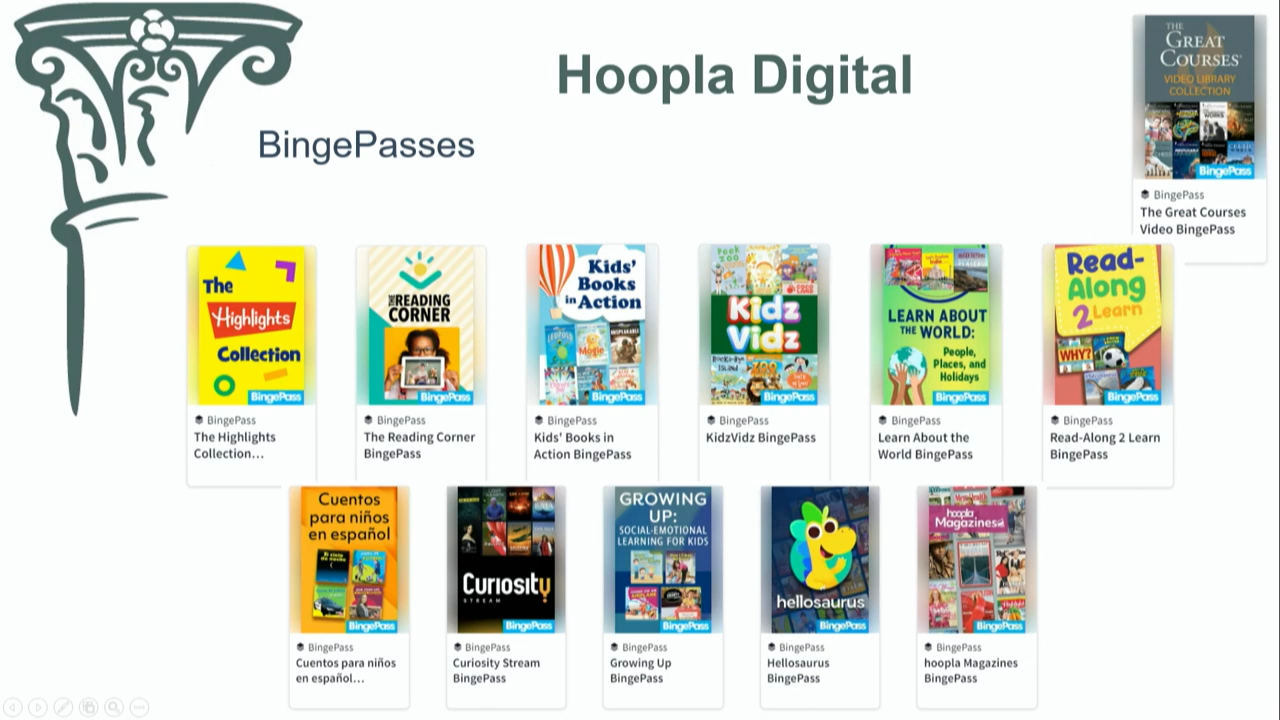 Hoopla Digital
BingePasses
THE
GREAT
COURSES
VIDEO LIBRARY
COLLECTION
BingePass
BingePass
The Great Courses
Video BingePass
The
Highlights
Collection
BingePass
BingePass
The Highlights
Collection…
THE READING
CORNER
BingePass
BingePass
The Reading Corner
BingePass
Kids'
Books
in Action
BingePass
BingePass
Kids' Books in
Action BingePass
Kidz
Vidz
BingePass
BingePass
KidzVidz BingePass
LEARN ABOUT
THE WORLD:
People,
Places, and
Holidays
BingePass
BingePass
Learn About the
World BingePass
Read-
Along
2 Learn
WHY?
BingePass
BingePass
Read-Along 2 Learn
BingePass
Cuentos
para niños
en español
BingePass
BingePass
Cuentos para niños
en español…
CURIOSITY
STREAM
BingePass
BingePass
Curiosity Stream
BingePass
GROWING
UP:
SOCIAL-EMOTIONAL
LEARNING FOR KIDS
BingePass
BingePass
Growing Up
BingePass
hellosaurus
BingePass
BingePass
Hellosaurus
BingePass
hoopla
Magazines
BingePass
BingePass
hoopla Magazines
BingePass